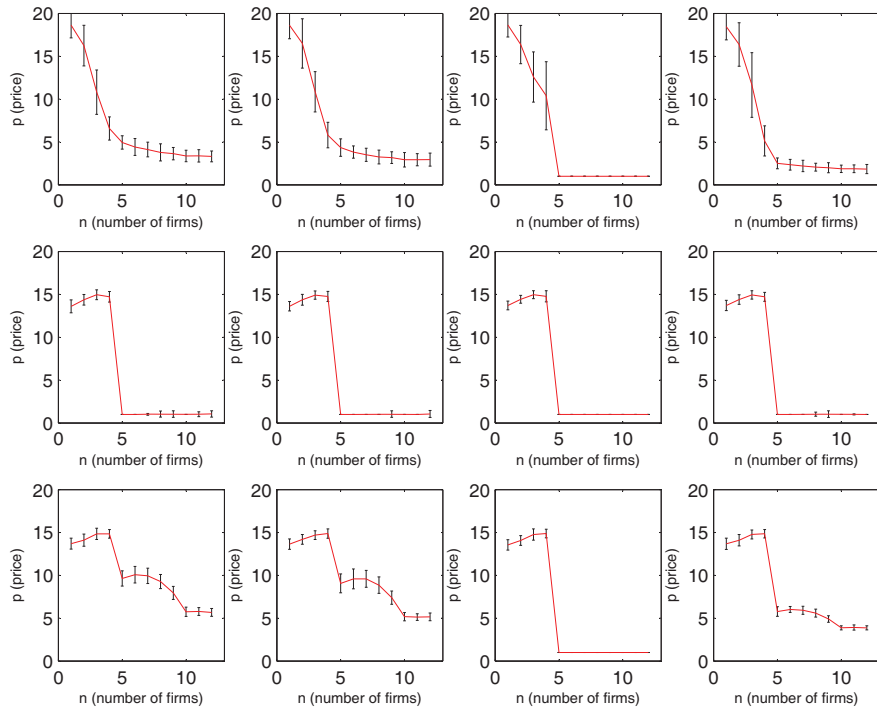 20 20 20 20
15 15 15 15
10 10 10 10
5 5 5 5
0 0 0 0
p (price) p (price) p (price) p (price)
0 5 10 0 5 10 0 5 10 0 5 10
n (number of firms) n (number of firms) n (number of firms) n (number of firms)
20 20 20 20
15 15 15 15
10 10 10 10
5 5 5 5
0 0 0 0
p (price) p (price) p (price) p (price)
0 5 10 0 5 10 0 5 10 0 5 10
n (number of firms) n (number of firms) n (number of firms) n (number of firms)
20 20 20 20
15 15 15 15
10 10 10 10
5 5 5 5
0 0 0 0
p (price) p (price) p (price) p (price)
0 5 10 0 5 10 0 5 10 0 5 10
n (number of firms) n (number of firms) n (number of firms) n (number of firms)